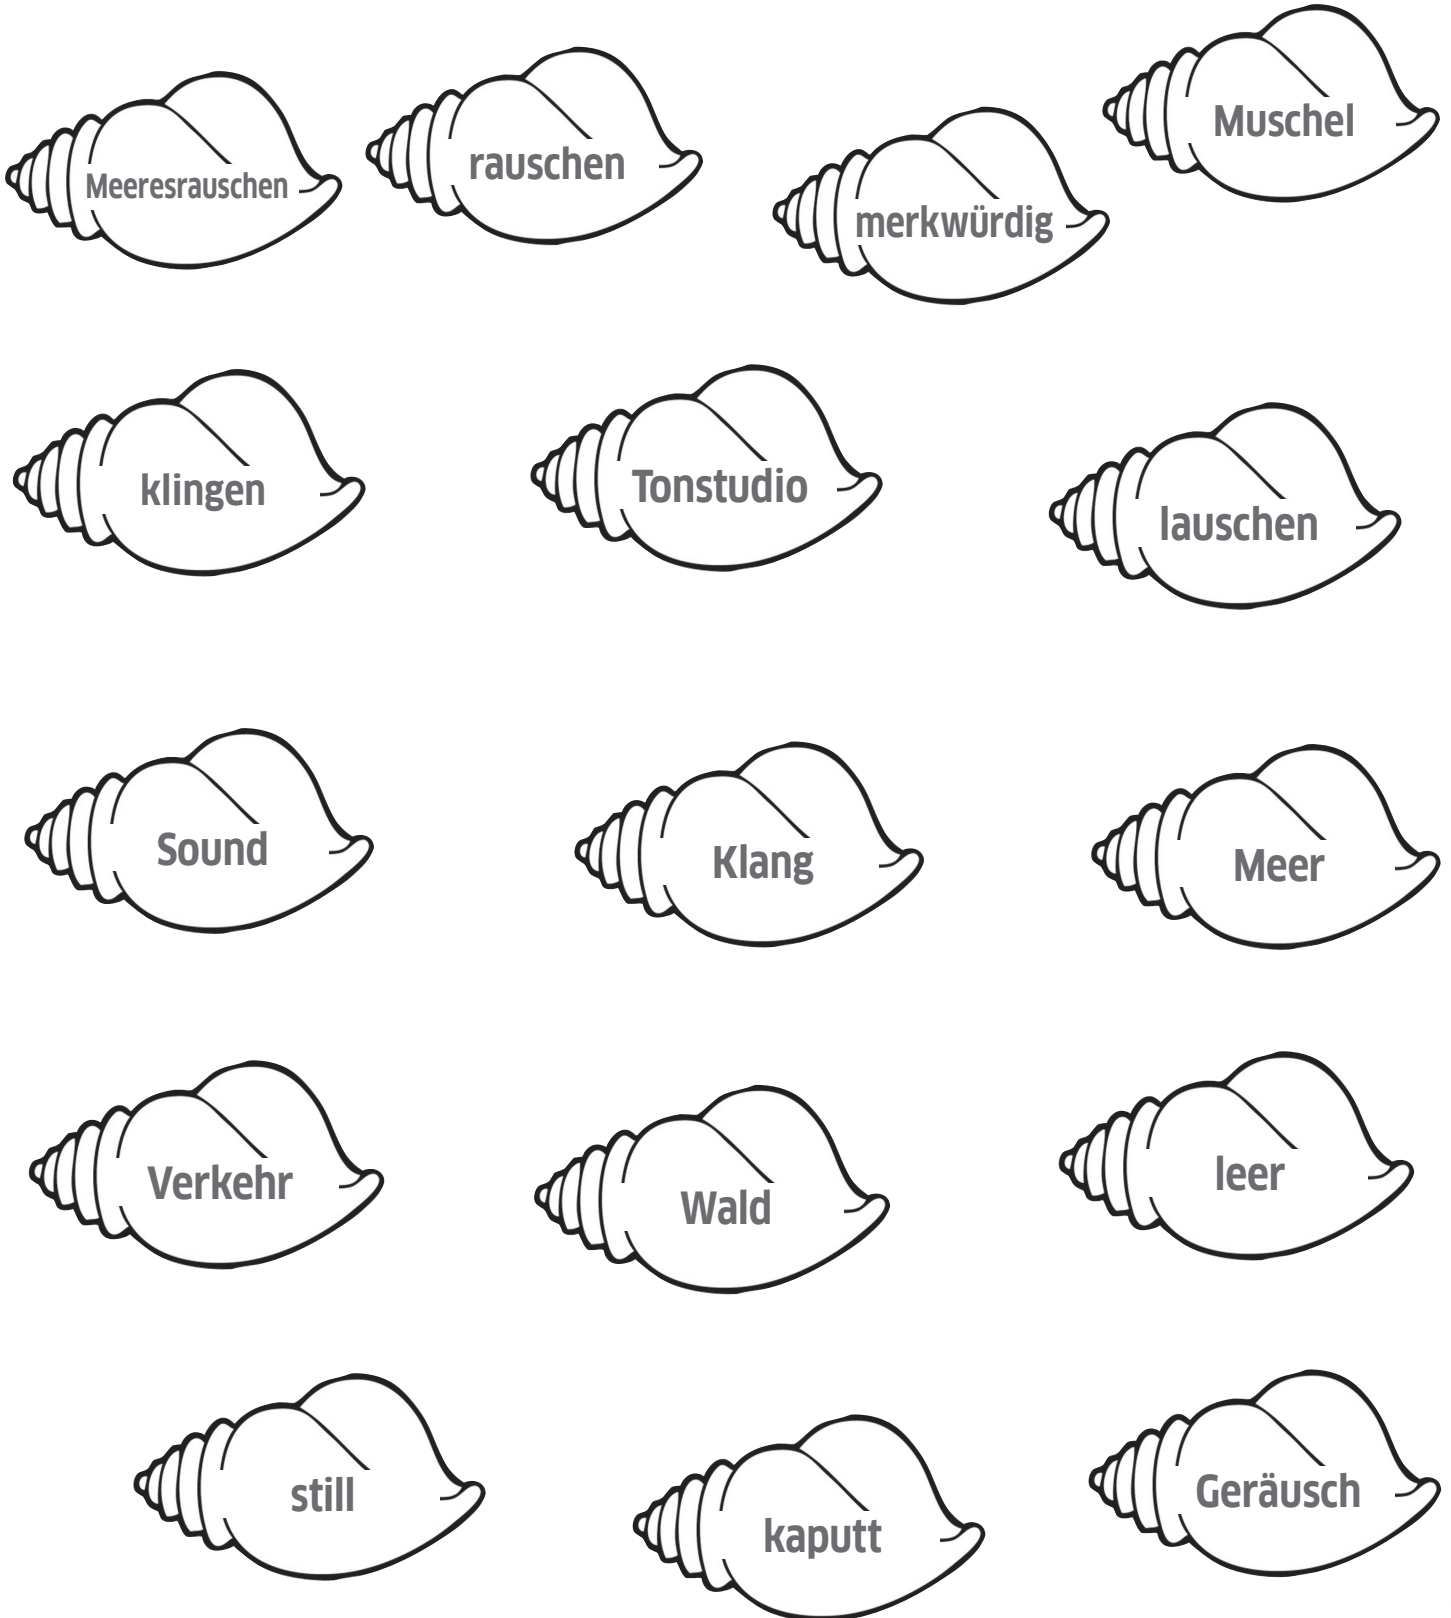 Meeresrauschen
rauschen
merkwürdig
Muschel
klingen
Tonstudio
lauschen
Sound
Klang
Meer
Verkehr
Wald
leer
still
kaputt
Geräusch